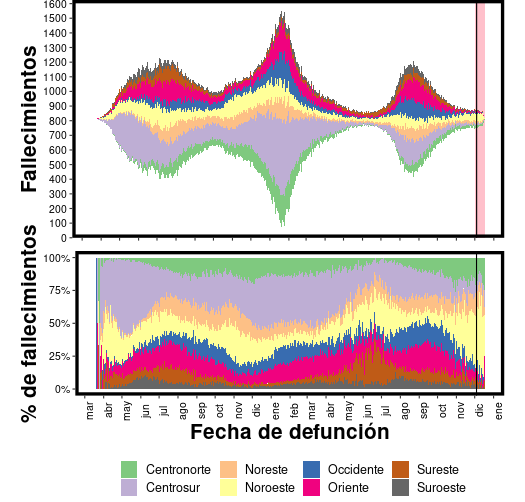 Fallecimientos
1600
1500
1400
1300
1200
1100
1000
900
800
700
600
500
400
300
200
100
0
% de fallecimientos
100%
75%
50%
25%
0%
mar
abr
may
jun
jul
ago
sep
oct
nov
dic
ene
feb
mar
abr
may
jun
jul
ago
sep
oct
nov
dic
ene
Fecha de defunción
Centronorte Noreste Occidente Sureste
Centrosur Noroeste Oriente Suroeste